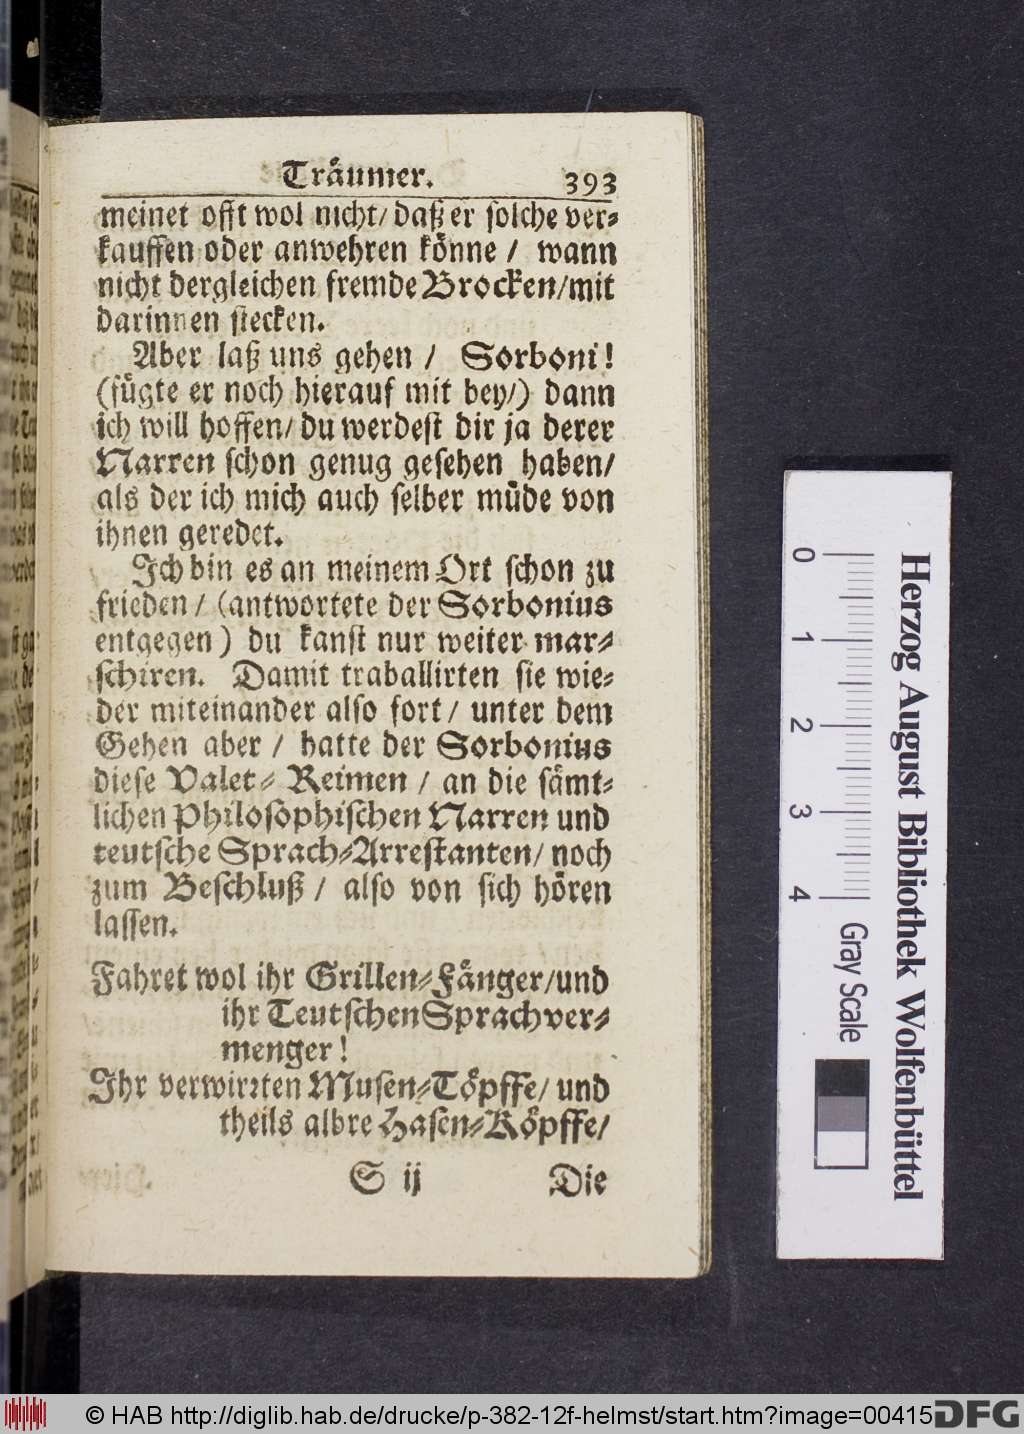 Träumer. 393
meinet offt wol nicht/ daß er solche ver-
kauffen oder anwehren könne / wann
nicht dergleichen fremde Brocken/mit
darinnen stecken.
Aber laß uns gehen / Sorboni!
(fügte er noch hierauf mit bey/) dann
ich will hoffen/ du werdest dir ja derer
Narren schon genug gesehen haben/
als der ich mich auch selber müde von
ihnen geredet.
Ich bin es an meinem Ort schon zu
frieden / (antwortete der Sorbonius
entgegen) du kanst nur weiter mar-
schiren. Damit traballirten sie wie-
der miteinander also fort / unter dem
Gehen aber / hatte der Sorbonius
diese Valet-Reimen / an die sämt-
lichen Philosophischen Narren und
teutsche Sprach-Arrestanten/ noch
zum Beschluß / also von sich hören
lassen.
Fahret wol ihr Grillen-Fänger/und
ihr Teutschen Sprachver-
menger!
Ihr verwirrten Musen-Töpffe/ und
theils albre Hasen-Köpffe/
S ij Die
0 1 2 3 4
Gray Scale
Herzog August Bibliothek Wolfenbüttel
© HAB http://diglib.hab.de/drucke/p-382-12f-helmst/start.htm?image=00415
DFG